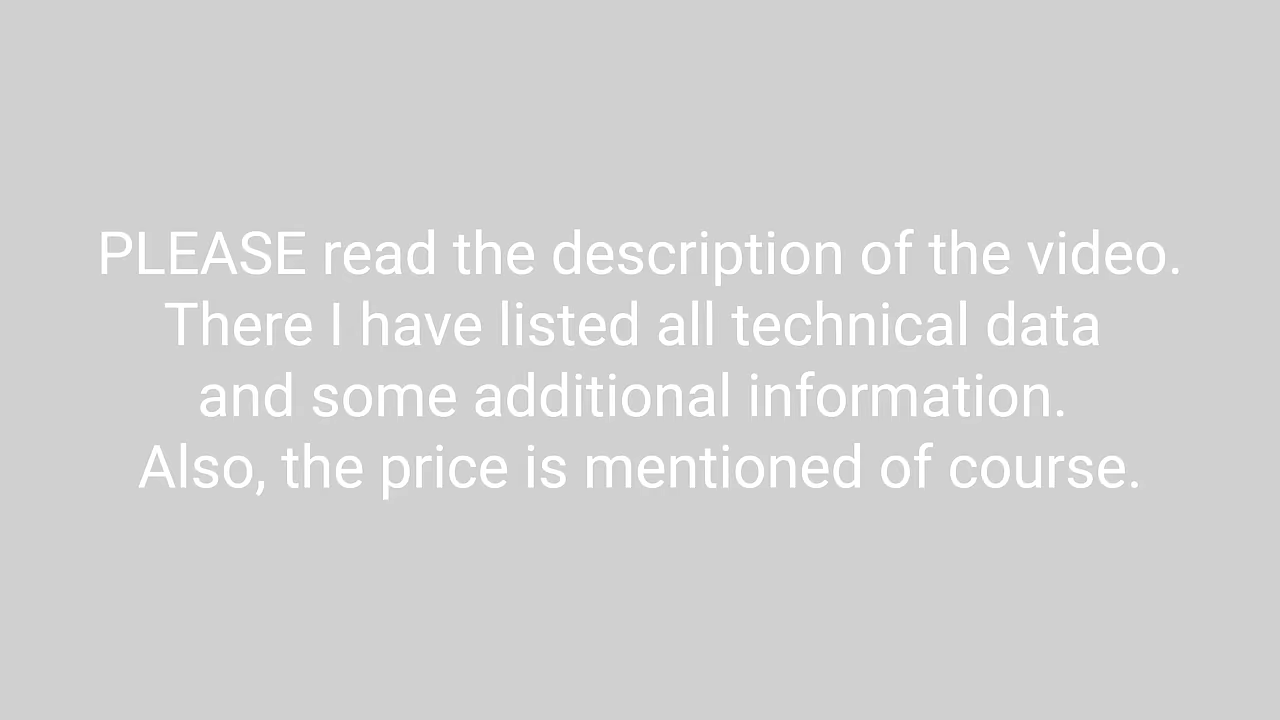 PLEASE read the description of the video.
There I have listed all technical data
and some additional information.
Also, the price is mentioned of course.